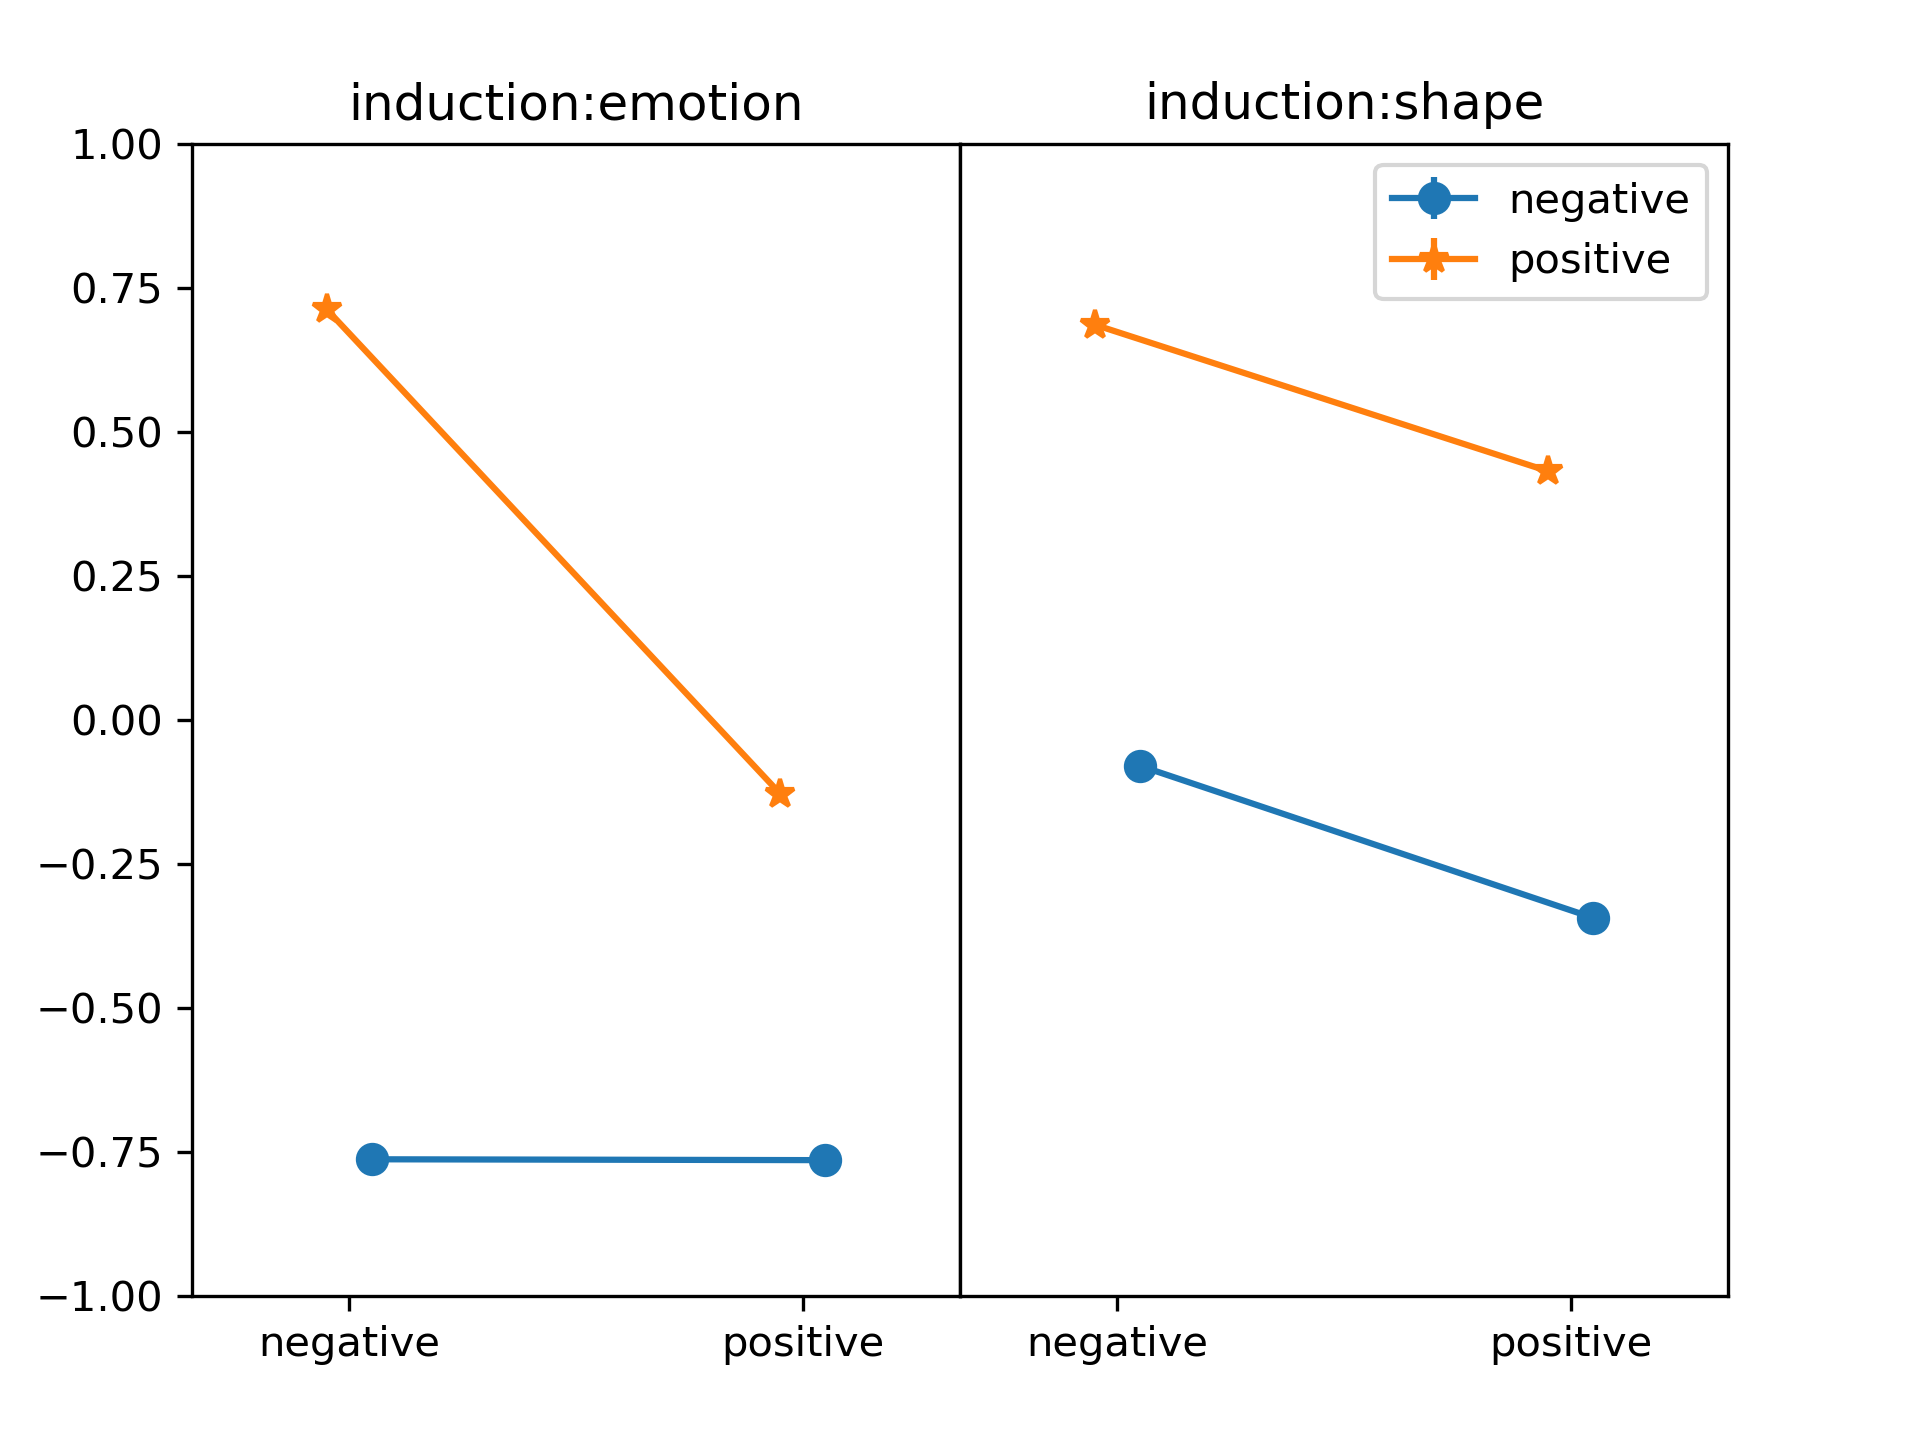 induction:emotion
induction:shape
1.00
0.75
0.50
0.25
0.00
−0.25
−0.50
−0.75
−1.00
negative
positive
negative
positive
negative
positive